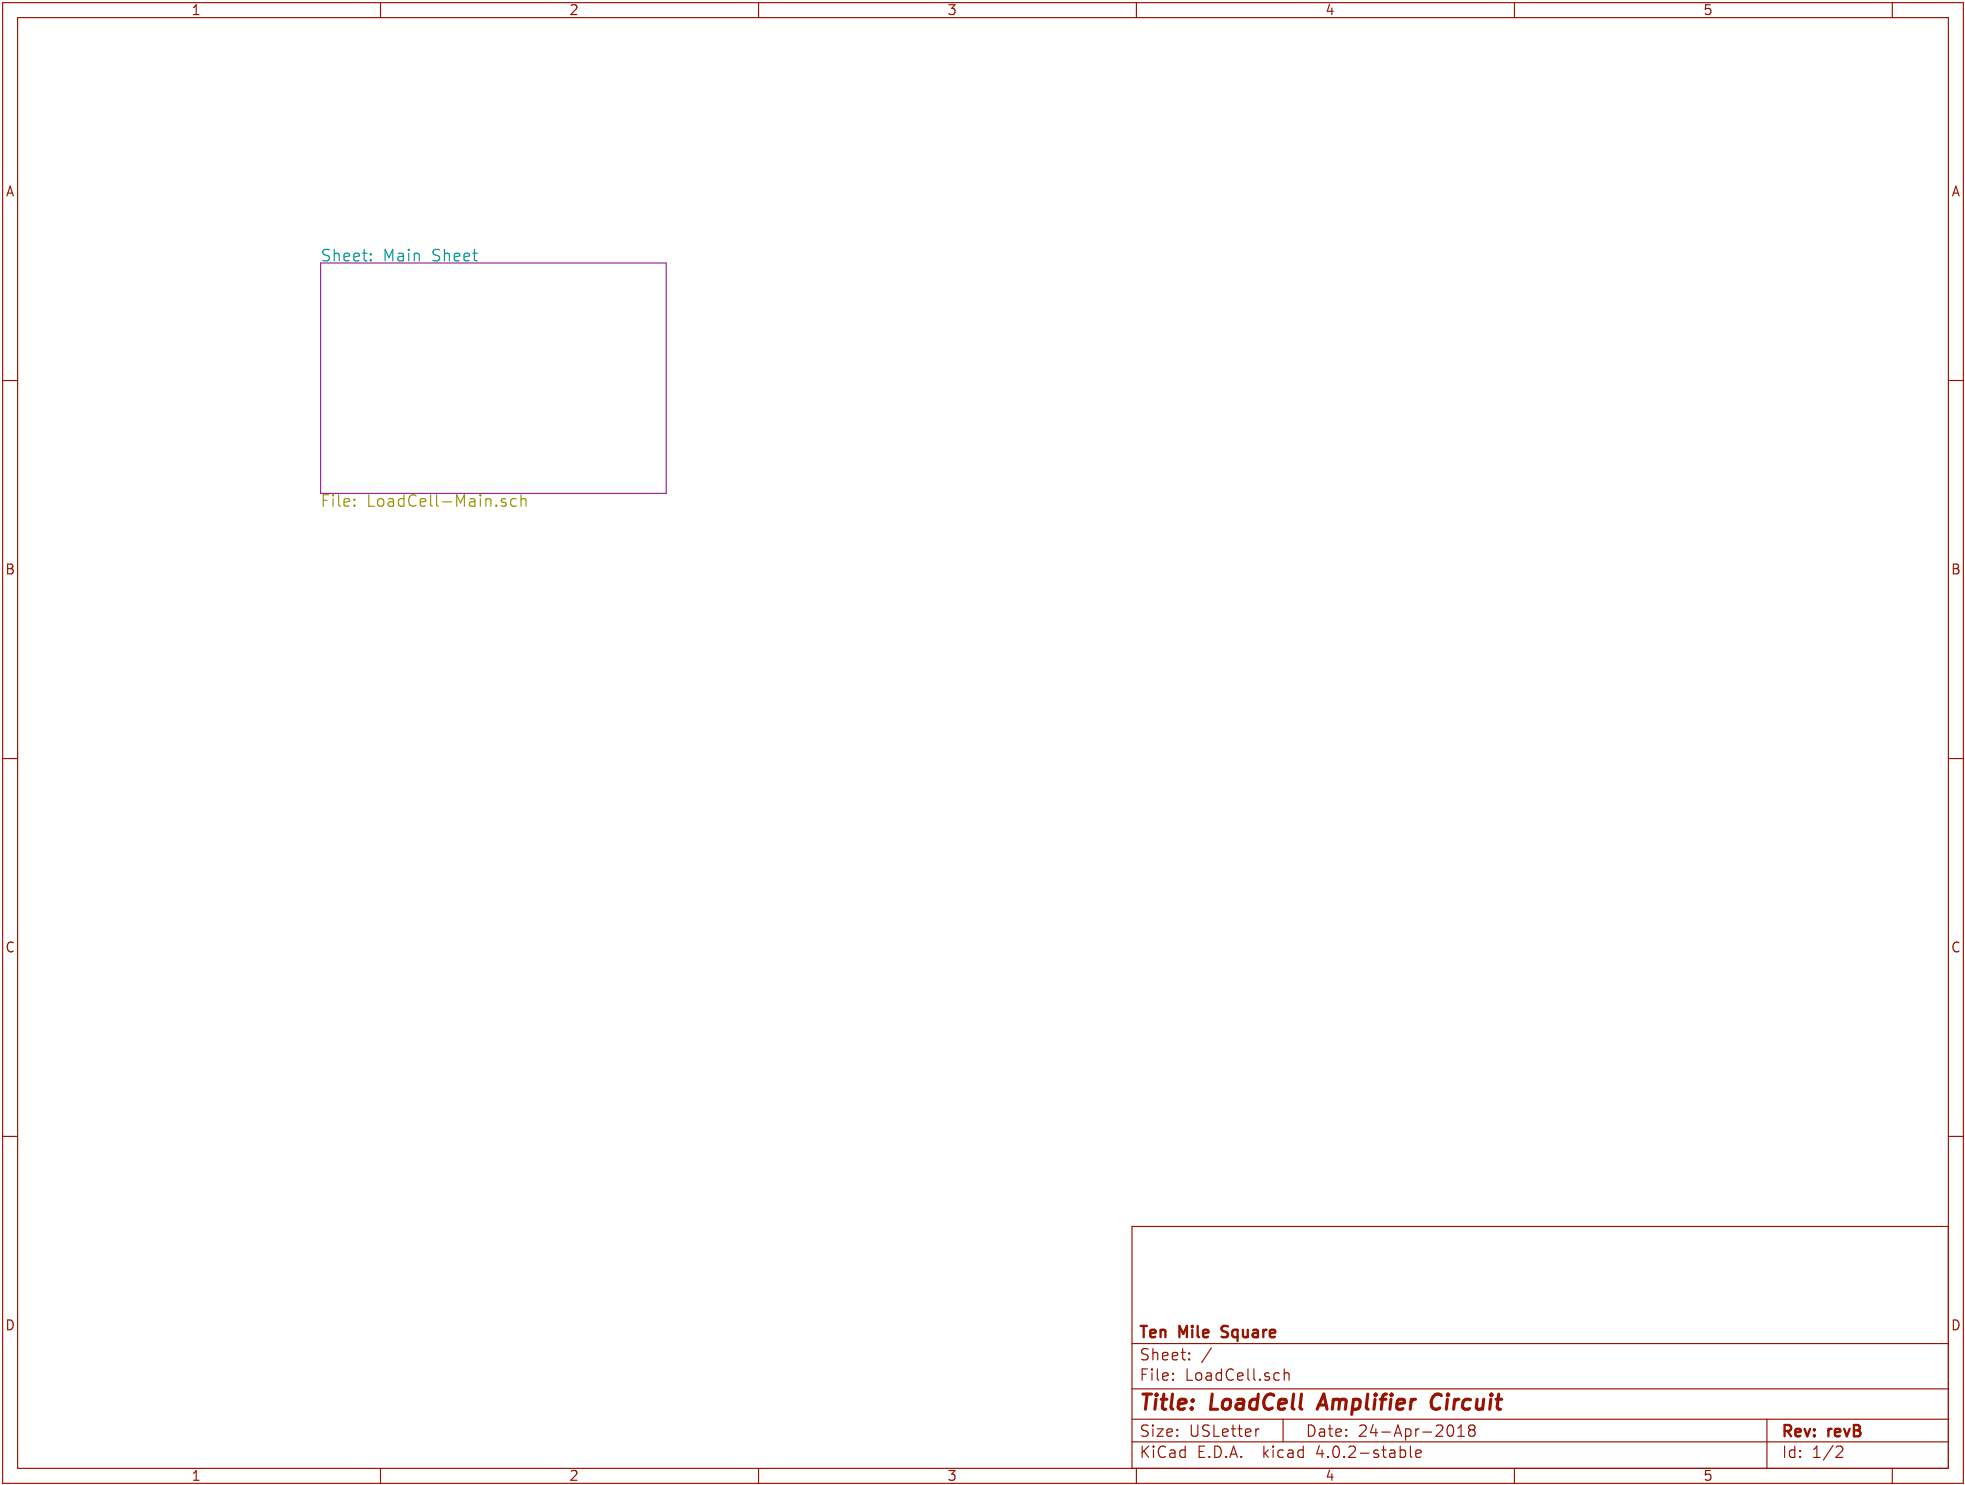 1 2 3 4 5
A A
Sheet: Main Sheet
File: LoadCell-Main.sch
B B
C C
Ten Mile Square
D D
Sheet: /
File: LoadCell.sch
Title: LoadCell Amplifier Circuit
Size: USLetter Date: 24-Apr-2018 Rev: revB
KiCad E.D.A. kicad 4.0.2-stable Id: 1/2
1 2 3 4 5